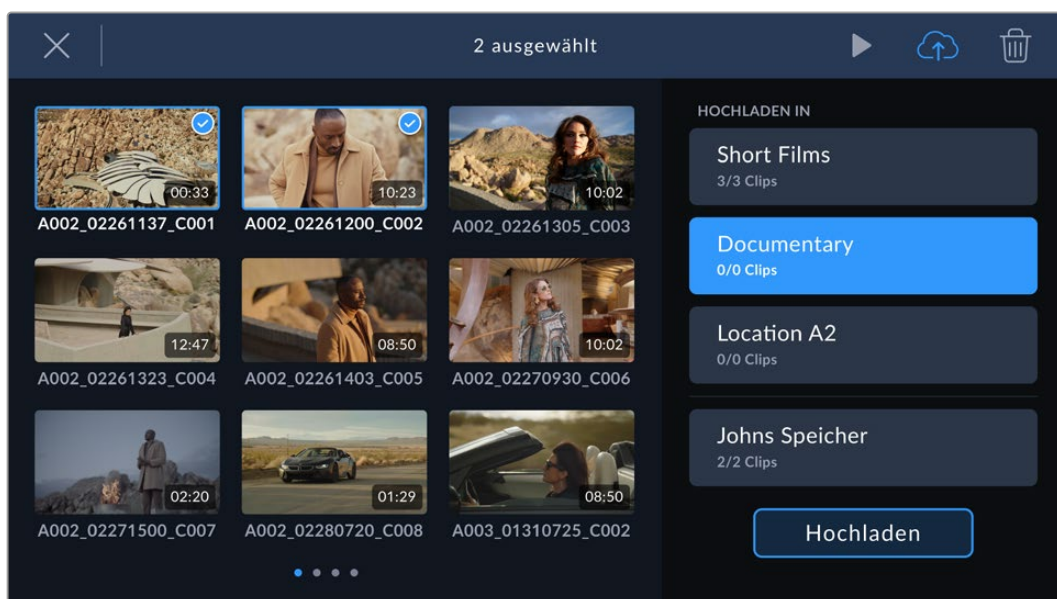 2 ausgewählt
00:33
10:23
10:02
A002_02261137_C001
A002_02261200_C002
A002_02261305_C003
12:47
08:50
10:02
A002_02261323_C004
A002_02261403_C005
A002_02270930_C006
02:20
01:29
08:50
A002_02271500_C007
A002_02280720_C008
A003_01310725_C002
HOCHLADEN IN
Short Films
3/3 Clips
Documentary
0/0 Clips
Location A2
0/0 Clips
Johns Speicher
2/2 Clips
Hochladen